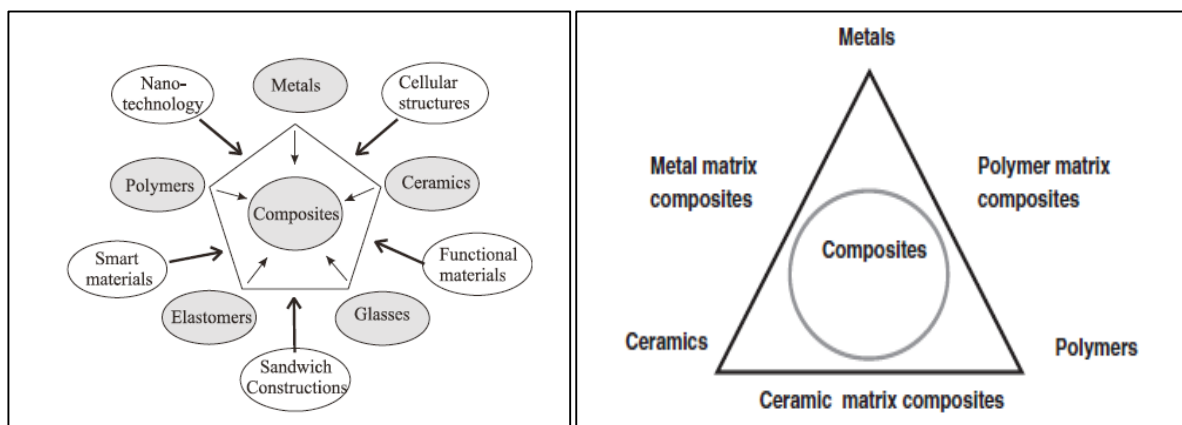 Nano-
technology
Metals
Cellular
structures
Polymers
Composites
Ceramics
Smart
materials
Functional
materials
Elastomers
Glasses
Sandwich
Constructions
Metals
Metal matrix
composites
Polymer matrix
composites
Composites
Ceramics
Polymers
Ceramic matrix composites